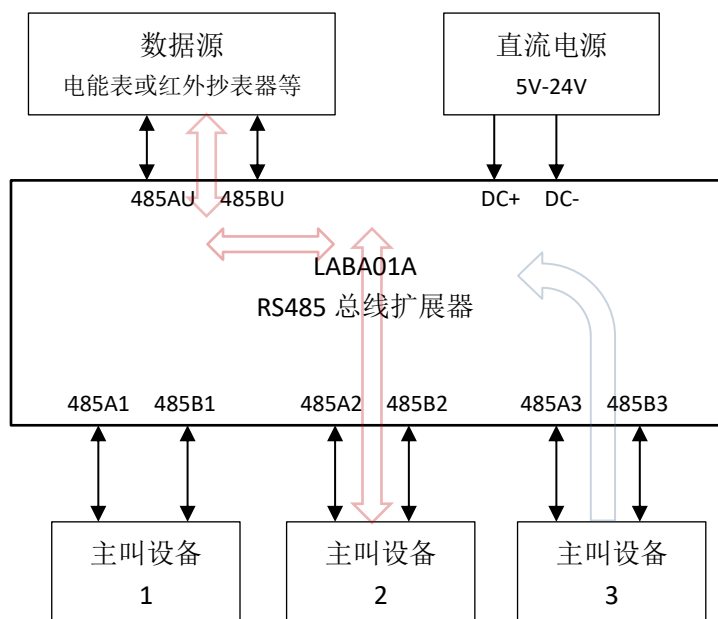 数据源
电能表或红外抄表器等
直流电源
5V-24V
485AU 485BU
DC+ DC-
LABA01A
RS485 总线扩展器
485A1 485B1 485A2 485B2 485A3 485B3
主叫设备
1
主叫设备
2
主叫设备
3